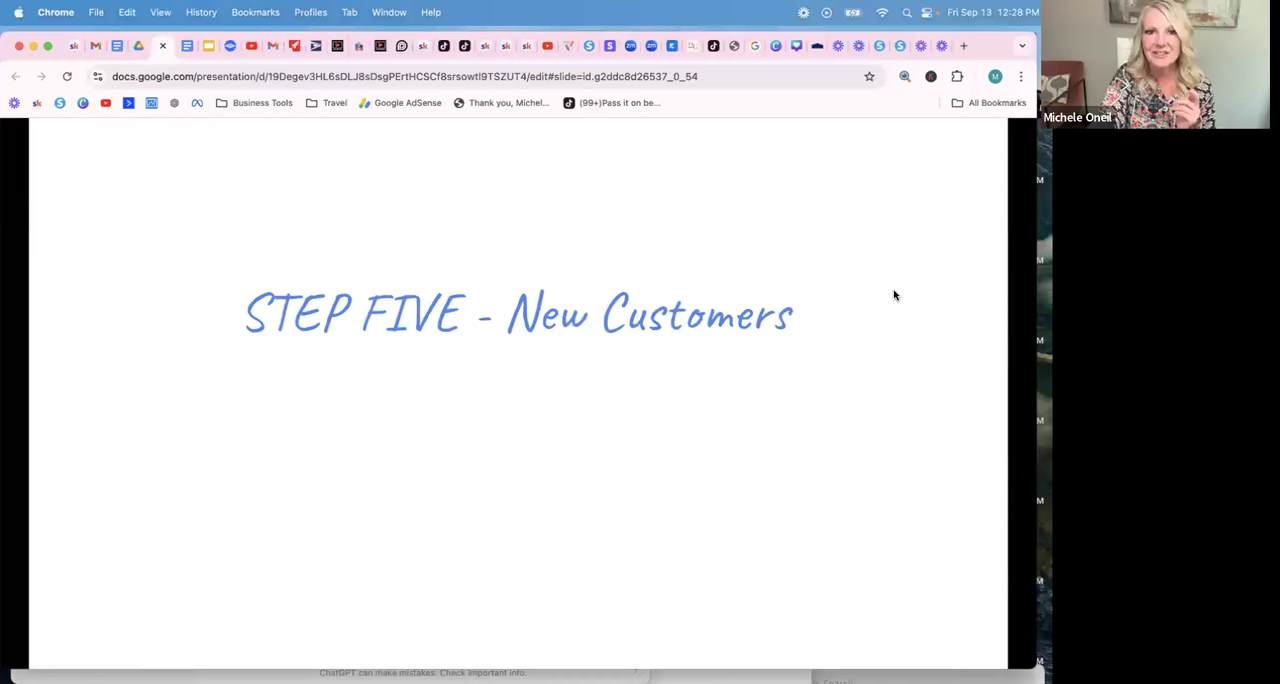 Chrome File Edit View History Bookmarks Profiles Tab Window Help Fri Sep 13 12:28 PM
docs.google.com/presentation/d/19Degev3HL6sDLJ8sDsgPErtHCSCf8srsowtl9TSZUT4/edit#slide=id.g2ddc8d26537_0_54
Business Tools Travel Google AdSense Thank you, Michel... (99+)Pass it on be... All Bookmarks
Michele Oneil
STEP FIVE - New Customers
ChatGPT can make mistakes. Check important info.
Search